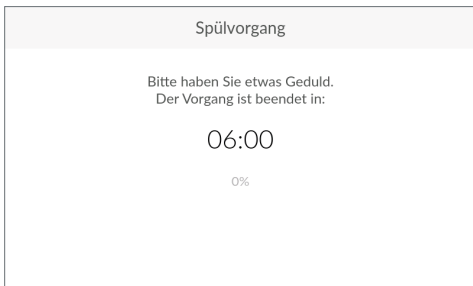 Spülvorgang
Bitte haben Sie etwas Geduld.
Der Vorgang ist beendet in:
06:00
0%